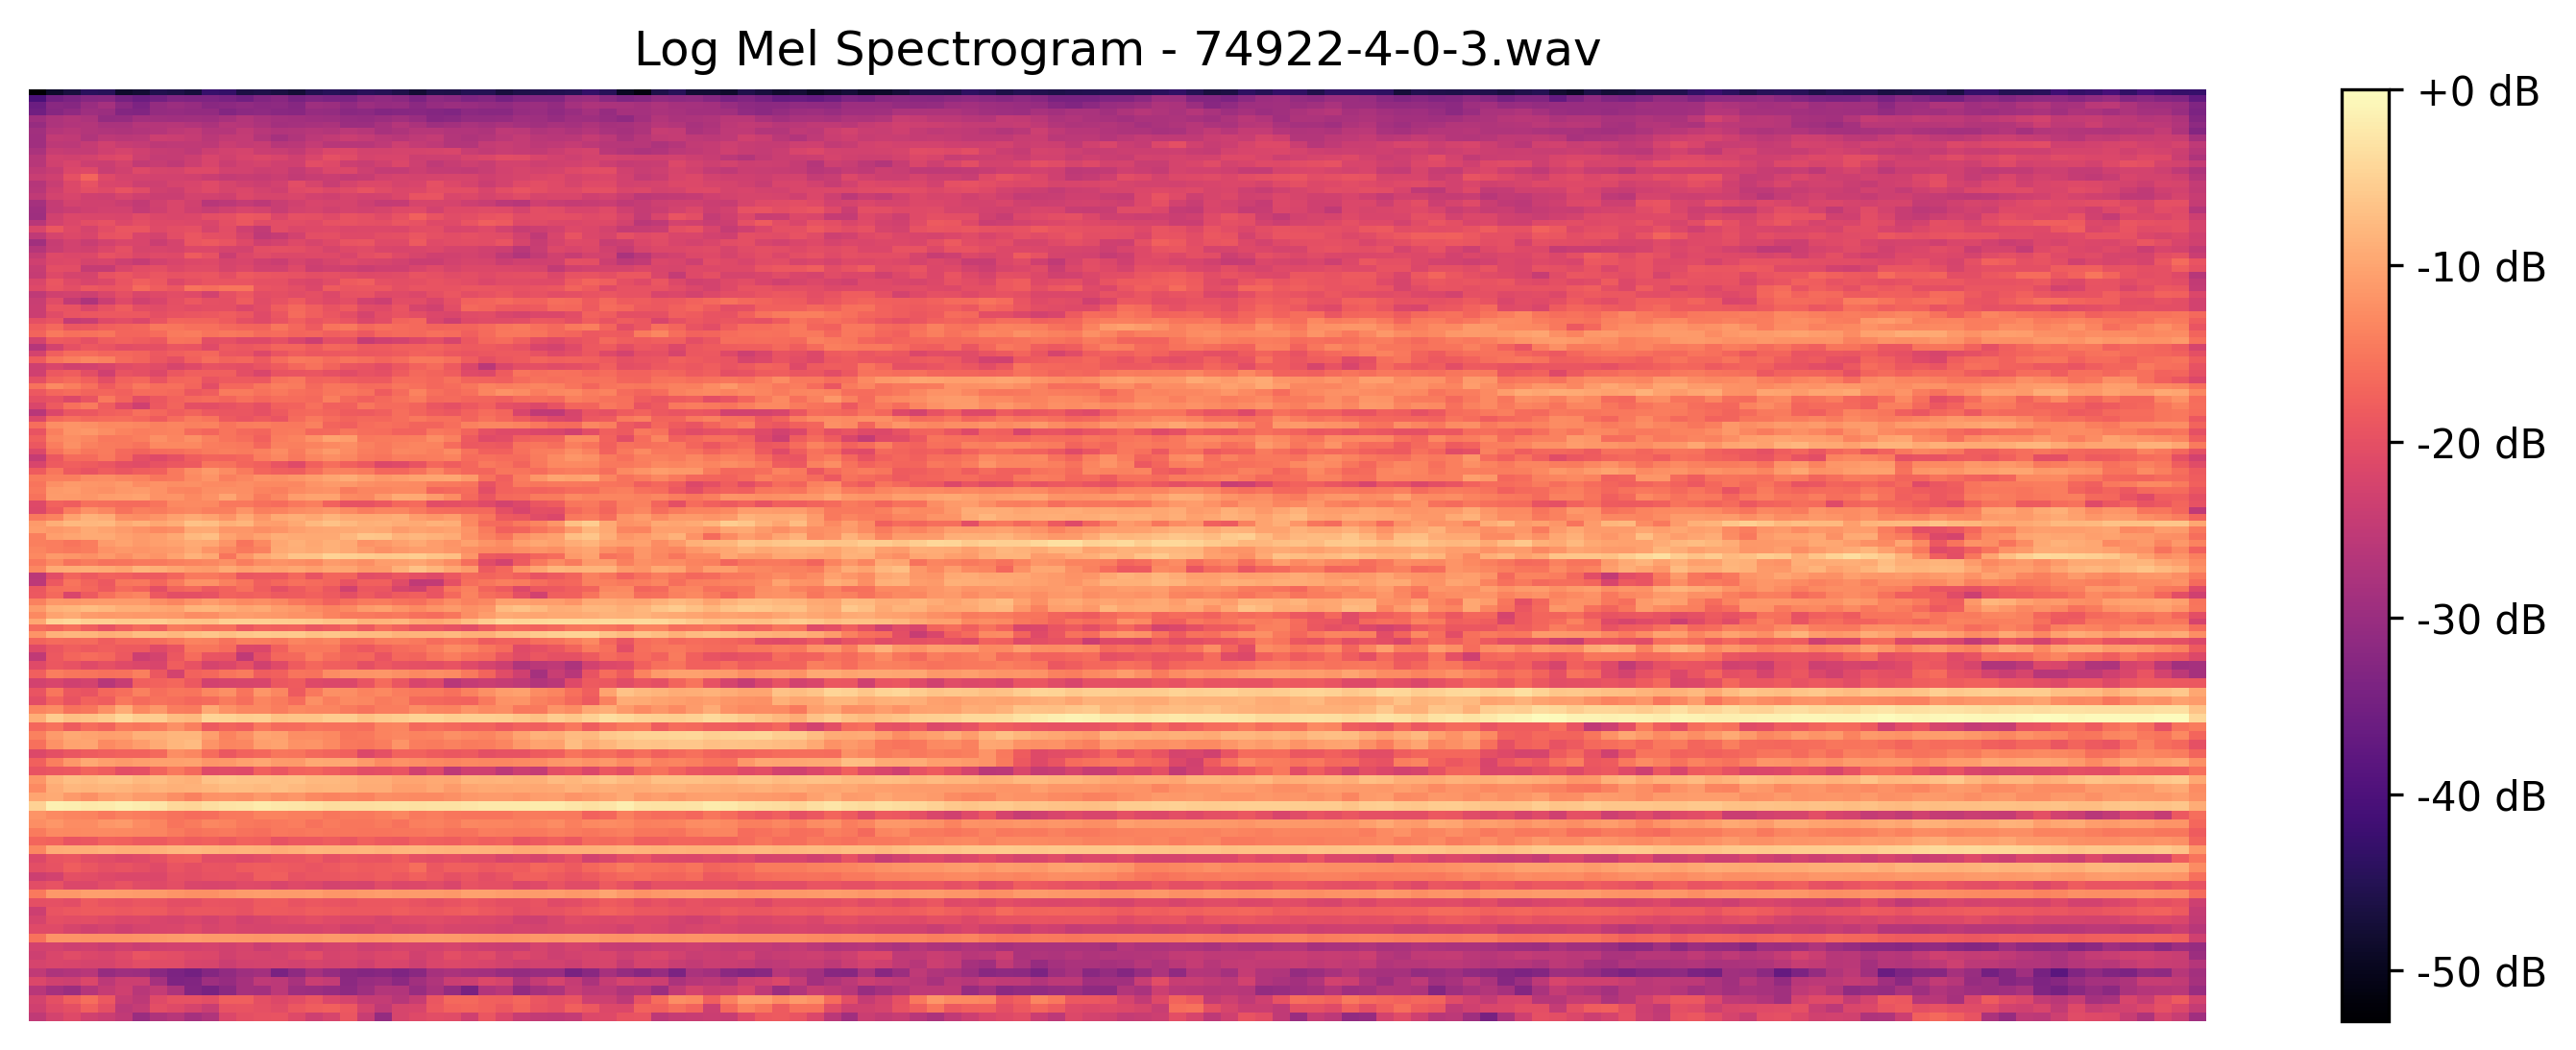 Log Mel Spectrogram - 74922-4-0-3.wav
+0 dB
-10 dB
-20 dB
-30 dB
-40 dB
-50 dB